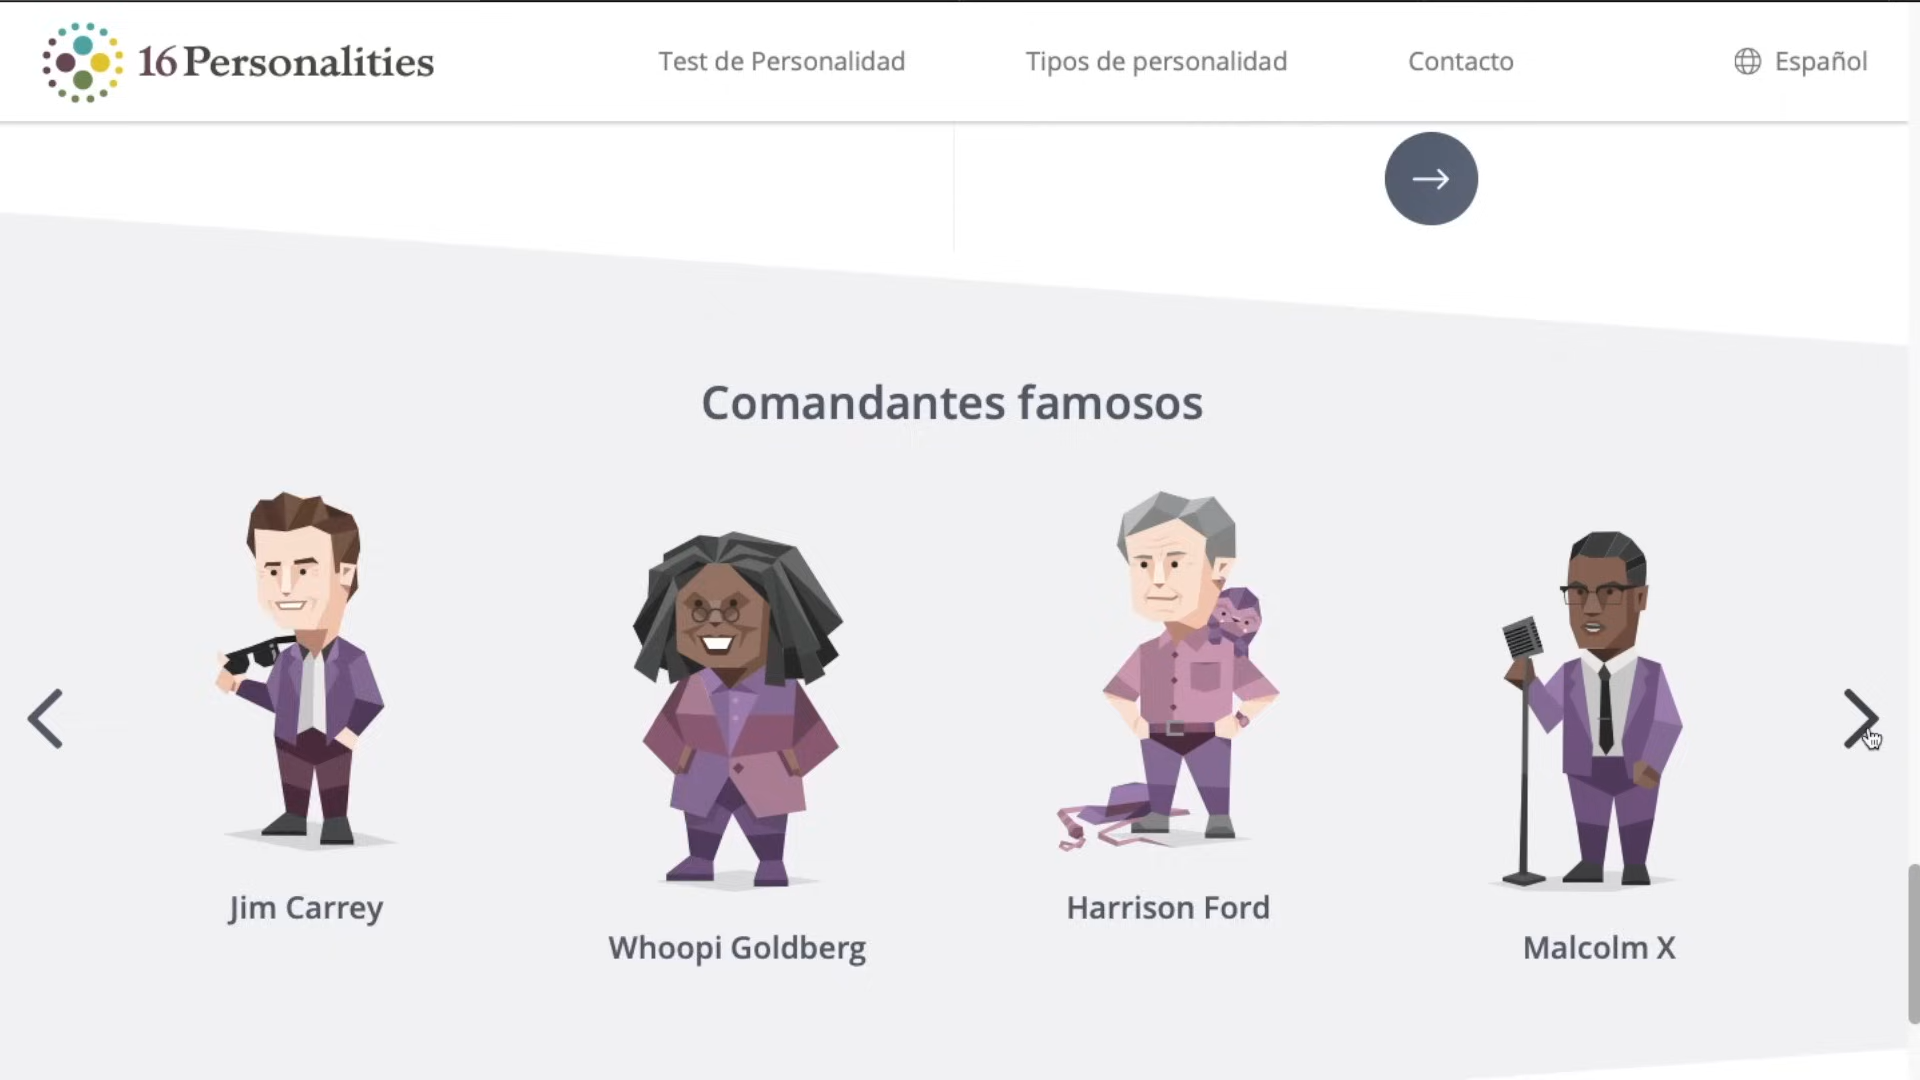 16Personalities
Test de Personalidad
Tipos de personalidad
Contacto
Español
Comandantes famosos
Jim Carrey
Whoopi Goldberg
Harrison Ford
Malcolm X